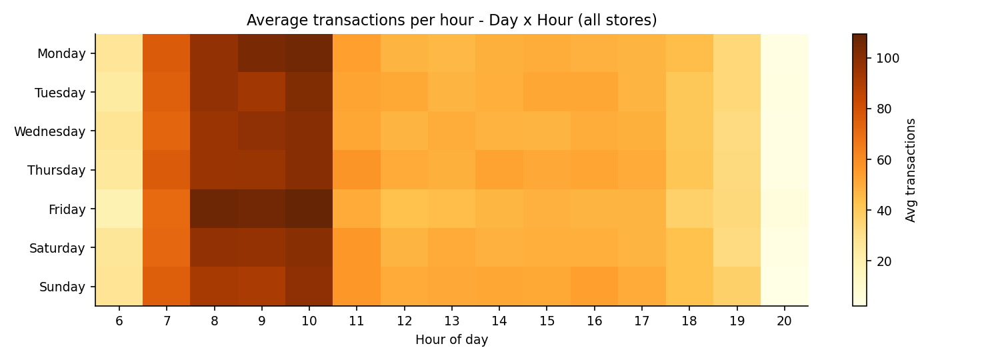 Average transactions per hour - Day x Hour (all stores)
Monday
Tuesday
Wednesday
Thursday
Friday
Saturday
Sunday
6 7 8 9 10 11 12 13 14 15 16 17 18 19 20
Hour of day
100
80
60
40
20
Avg transactions